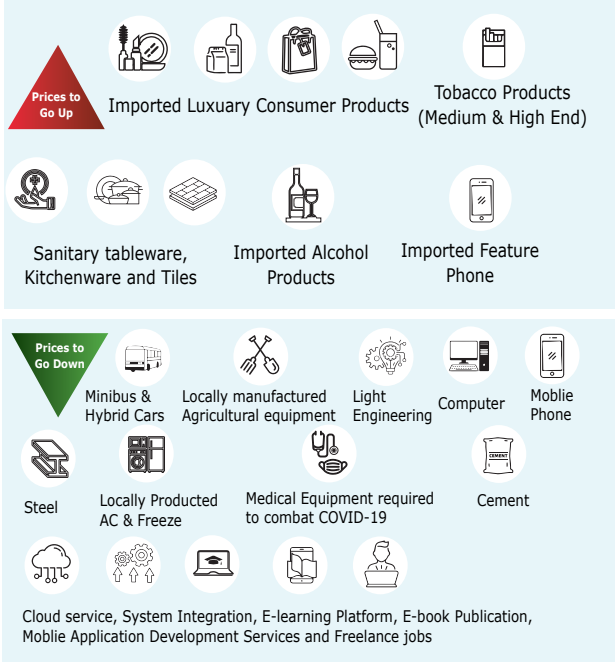 Prices to
Go Up
Imported Luxuary Consumer Products
Tobacco Products
(Medium & High End)
Sanitary tableware,
Kitchenware and Tiles
Imported Alcohol
Products
Imported Feature
Phone
Prices to
Go Down
Minibus &
Hybrid Cars
Locally manufactured
Agricultural equipment
Light
Engineering
Computer
Moblie
Phone
Steel
Locally Producted
AC & Freeze
Medical Equipment required
to combat COVID-19
CEMENT
Cement
Cloud service, System Integration, E-learning Platform, E-book Publication,
Moblie Application Development Services and Freelance jobs